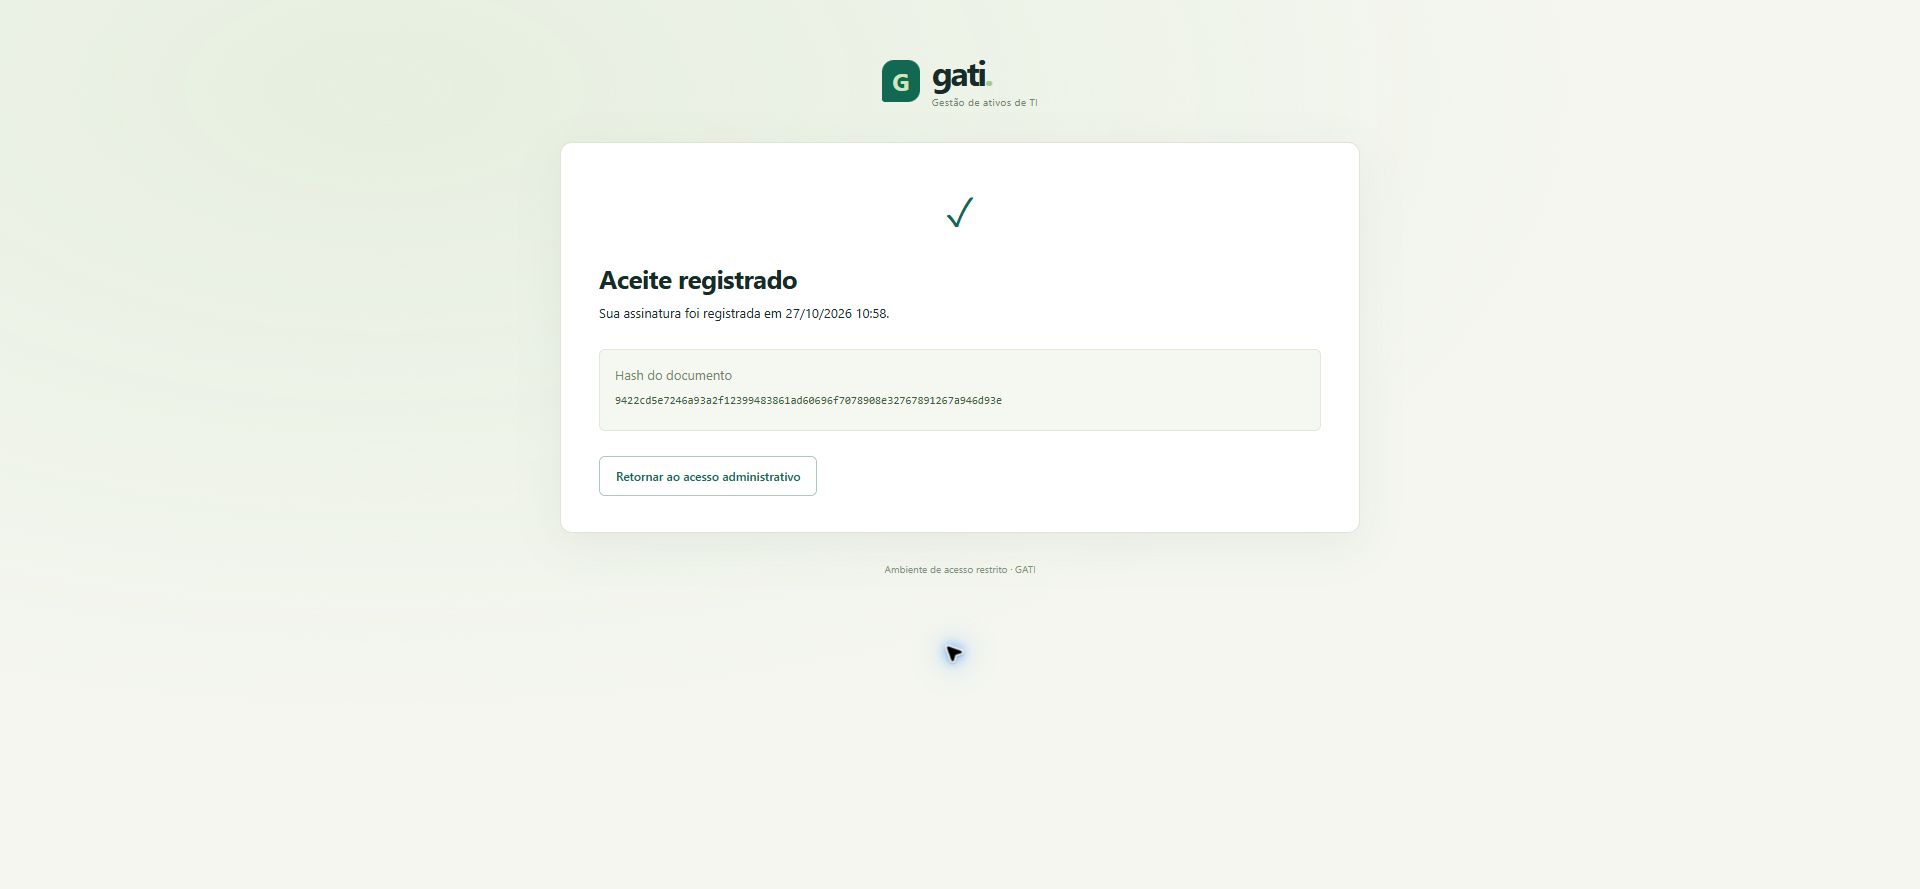 G
gati.
Gestão de ativos de TI
✓
Aceite registrado
Sua assinatura foi registrada em 27/10/2026 10:58.
Hash do documento
9422cd5e7246a93a2f12399483861ad60696f7078908e32767891267a946d93e
Retornar ao acesso administrativo
Ambiente de acesso restrito · GATI